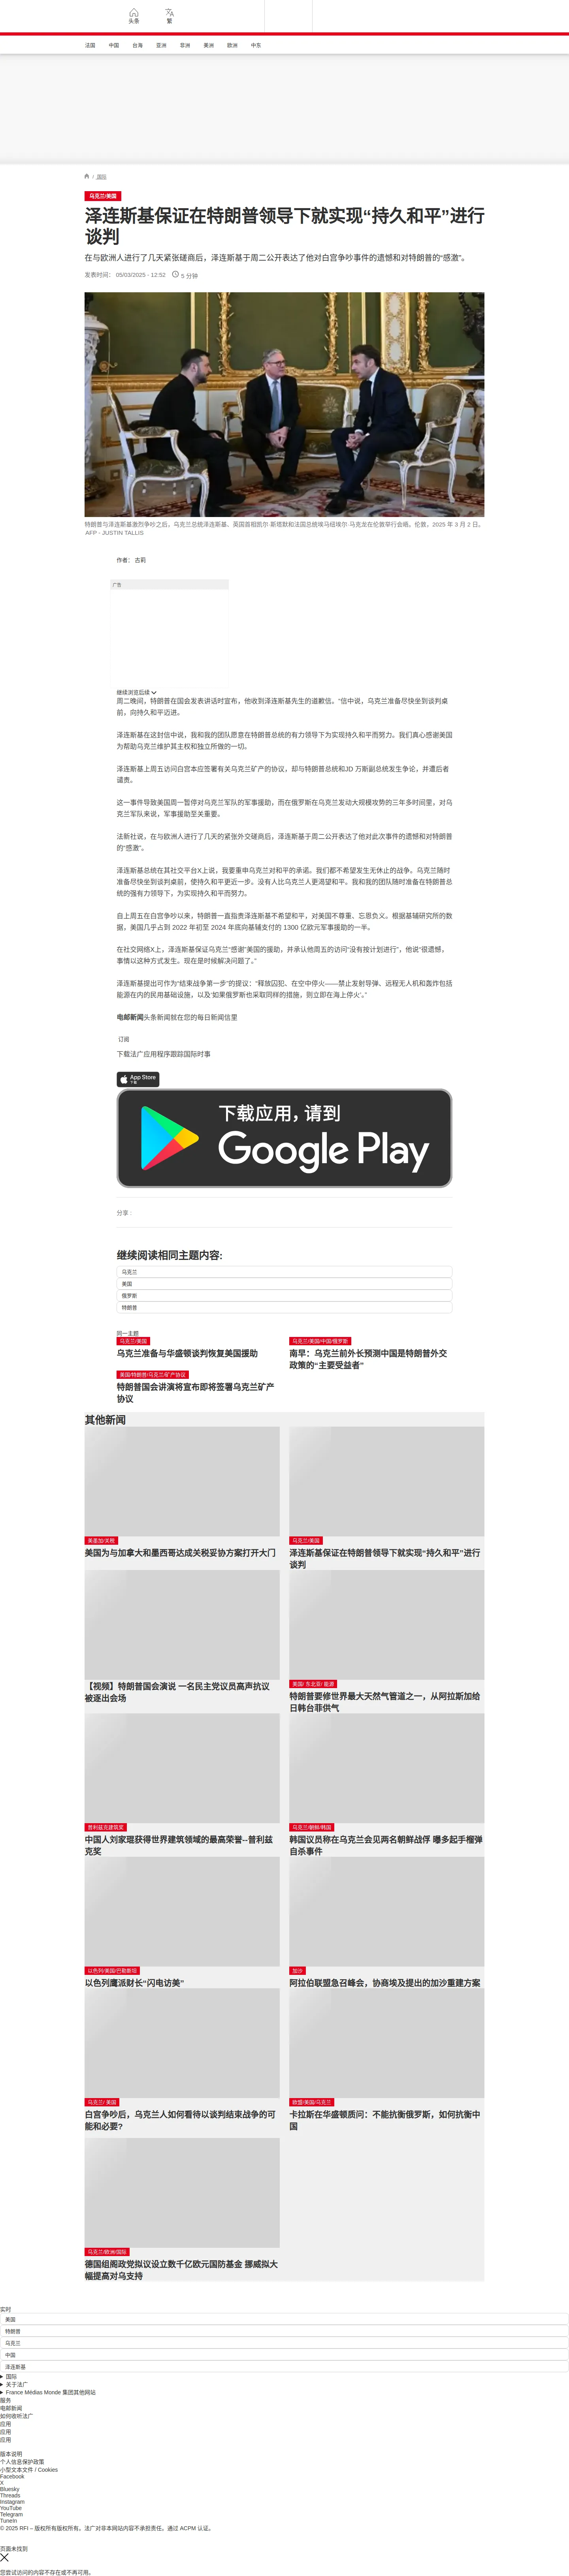 头条
繁
法国
中国
台海
亚洲
非洲
美洲
欧洲
中东
/ 国际
乌克兰/美国
泽连斯基保证在特朗普领导下就实现“持久和平”进行
谈判
在与欧洲人进行了几天紧张磋商后，泽连斯基于周二公开表达了他对白宫争吵事件的遗憾和对特朗普的“感激”。
发表时间： 05/03/2025 - 12:52
5 分钟
特朗普与泽连斯基激烈争吵之后，乌克兰总统泽连斯基、英国首相凯尔·斯塔默和法国总统埃马纽埃尔·马克龙在伦敦举行会晤。伦敦，2025 年 3 月 2 日。
AFP - JUSTIN TALLIS
作者： 古莉
广告
继续浏览后续
周二晚间，特朗普在国会发表讲话时宣布，他收到泽连斯基先生的道歉信。“信中说，乌克兰准备尽快坐到谈判桌
前，向持久和平迈进。
泽连斯基在这封信中说，我和我的团队愿意在特朗普总统的有力领导下为实现持久和平而努力。我们真心感谢美国
为帮助乌克兰维护其主权和独立所做的一切。
泽连斯基上周五访问白宫本应签署有关乌克兰矿产的协议，却与特朗普总统和JD 万斯副总统发生争论，并遭后者
谴责。
这一事件导致美国周一暂停对乌克兰军队的军事援助，而在俄罗斯在乌克兰发动大规模攻势的三年多时间里，对乌
克兰军队来说，军事援助至关重要。
法新社说，在与欧洲人进行了几天的紧张外交磋商后，泽连斯基于周二公开表达了他对此次事件的遗憾和对特朗普
的“感激”。
泽连斯基总统在其社交平台X上说，我要重申乌克兰对和平的承诺。我们都不希望发生无休止的战争。乌克兰随时
准备尽快坐到谈判桌前，使持久和平更近一步。没有人比乌克兰人更渴望和平。我和我的团队随时准备在特朗普总
统的强有力领导下，为实现持久和平而努力。
自上周五在白宫争吵以来，特朗普一直指责泽连斯基不希望和平，对美国不尊重、忘恩负义。根据基辅研究所的数
据，美国几乎占到 2022 年初至 2024 年底向基辅支付的 1300 亿欧元军事援助的一半。
在社交网络X上，泽连斯基保证乌克兰“感谢”美国的援助，并承认他周五的访问“没有按计划进行”，他说“很遗憾，
事情以这种方式发生。现在是时候解决问题了。”
泽连斯基提出可作为“结束战争第一步”的提议：“释放囚犯、在空中停火——禁止发射导弹、远程无人机和轰炸包括
能源在内的民用基础设施，以及‘如果俄罗斯也采取同样的措施，则立即在海上停火’。”
电邮新闻头条新闻就在您的每日新闻信里
订阅
下载法广应用程序跟踪国际时事
App Store
下载
下载应用，请到
Google Play
分享 :
继续阅读相同主题内容:
乌克兰
美国
俄罗斯
特朗普
同一主题
乌克兰/美国
乌克兰准备与华盛顿谈判恢复美国援助
乌克兰/美国/中国/俄罗斯
南早：乌克兰前外长预测中国是特朗普外交
政策的“主要受益者”
美国/特朗普/乌克兰/矿产协议
特朗普国会讲演将宣布即将签署乌克兰矿产
协议
其他新闻
美墨加/关税
美国为与加拿大和墨西哥达成关税妥协方案打开大门
乌克兰/美国
泽连斯基保证在特朗普领导下就实现“持久和平”进行
谈判
【视频】特朗普国会演说 一名民主党议员高声抗议
被逐出会场
美国/ 东北亚/ 能源
特朗普要修世界最大天然气管道之一，从阿拉斯加给
日韩台菲供气
普利兹克建筑奖
中国人刘家琨获得世界建筑领域的最高荣誉--普利兹
克奖
乌克兰/朝鲜/韩国
韩国议员称在乌克兰会见两名朝鲜战俘 曝多起手榴弹
自杀事件
以色列/美国/巴勒斯坦
以色列鹰派财长“闪电访美”
加沙
阿拉伯联盟急召峰会，协商埃及提出的加沙重建方案
乌克兰/ 美国
白宫争吵后，乌克兰人如何看待以谈判结束战争的可
能和必要?
欧盟/美国/乌克兰
卡拉斯在华盛顿质问：不能抗衡俄罗斯，如何抗衡中
国
乌克兰/欧洲/国际
德国组阁政党拟议设立数千亿欧元国防基金 挪威拟大
幅提高对乌支持
实时
美国
特朗普
乌克兰
中国
泽连斯基
国际
关于法广
France Médias Monde 集团其他网站
服务
电邮新闻
如何收听法广
应用
应用
应用
版本说明
个人信息保护政策
小型文本文件 / Cookies
Facebook
X
Bluesky
Threads
Instagram
YouTube
Telegram
TuneIn
© 2025 RFI – 版权所有版权所有。法广对非本网站内容不承担责任。通过 ACPM 认证。
页面未找到
您尝试访问的内容不存在或不再可用。